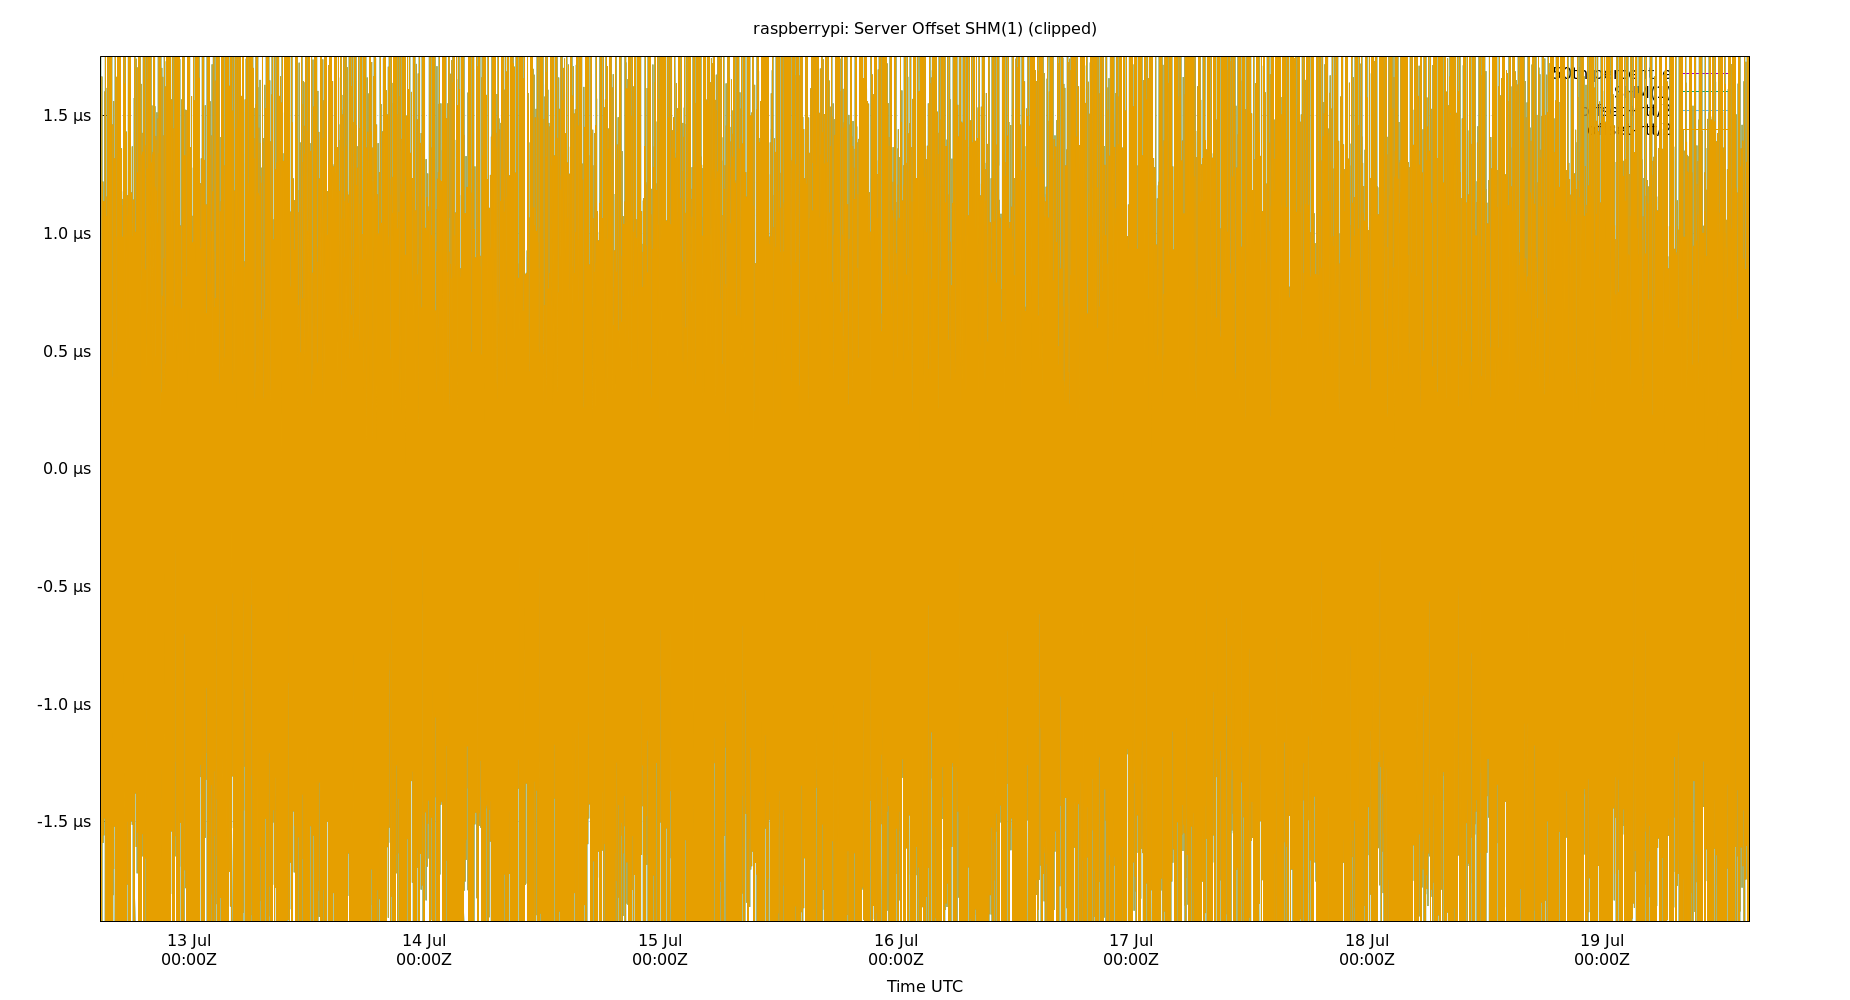 raspberrypi: Server Offset SHM(1) (clipped)
SHM(1)
1.5 µs
1.0 µs
0.5 µs
0.0 µs
-0.5 µs
-1.0 µs
-1.5 µs
13 Jul 14 Jul 15 Jul 16 Jul 17 Jul 18 Jul 19 Jul
00:00Z 00:00Z 00:00Z 00:00Z 00:00Z 00:00Z 00:00Z
Time UTC